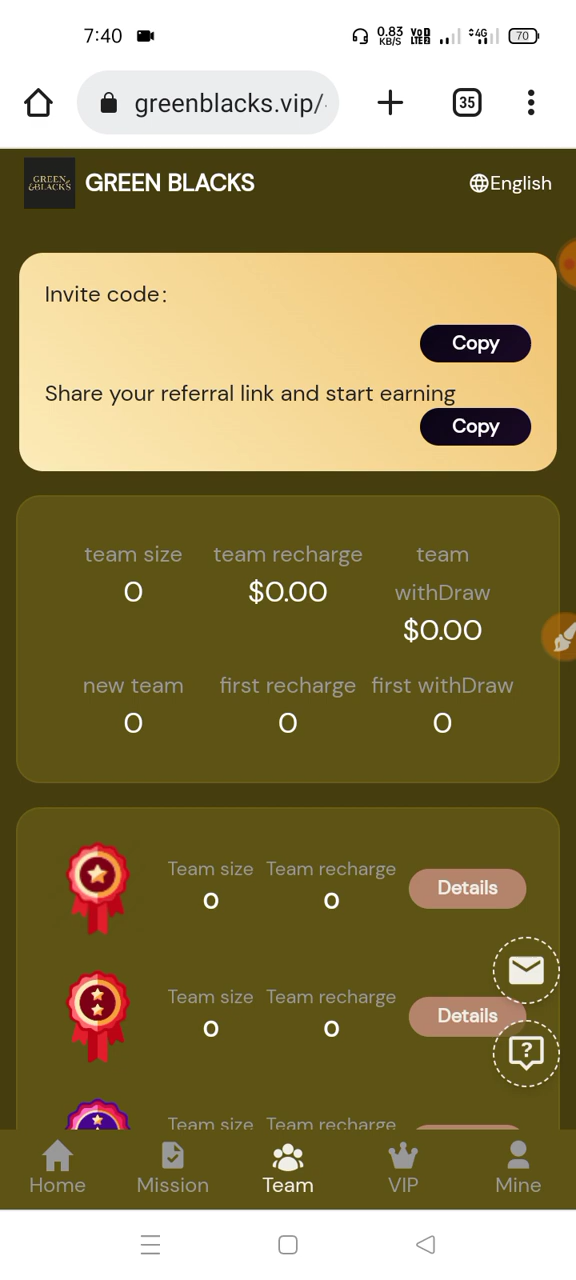 7:40
0.83 KB/S
VoD LTE
4G
70
greenblacks.vip/
35
GREEN &BLACKS
GREEN BLACKS
English
Invite code:
Copy
Share your referral link and start earning
Copy
team size
team recharge
team withDraw
0
$0.00
$0.00
new team
first recharge
first withDraw
0
0
0
Team size
Team recharge
0
0
Details
Team size
Team recharge
0
0
Details
Team size
Team recharge
Home
Mission
Team
VIP
Mine